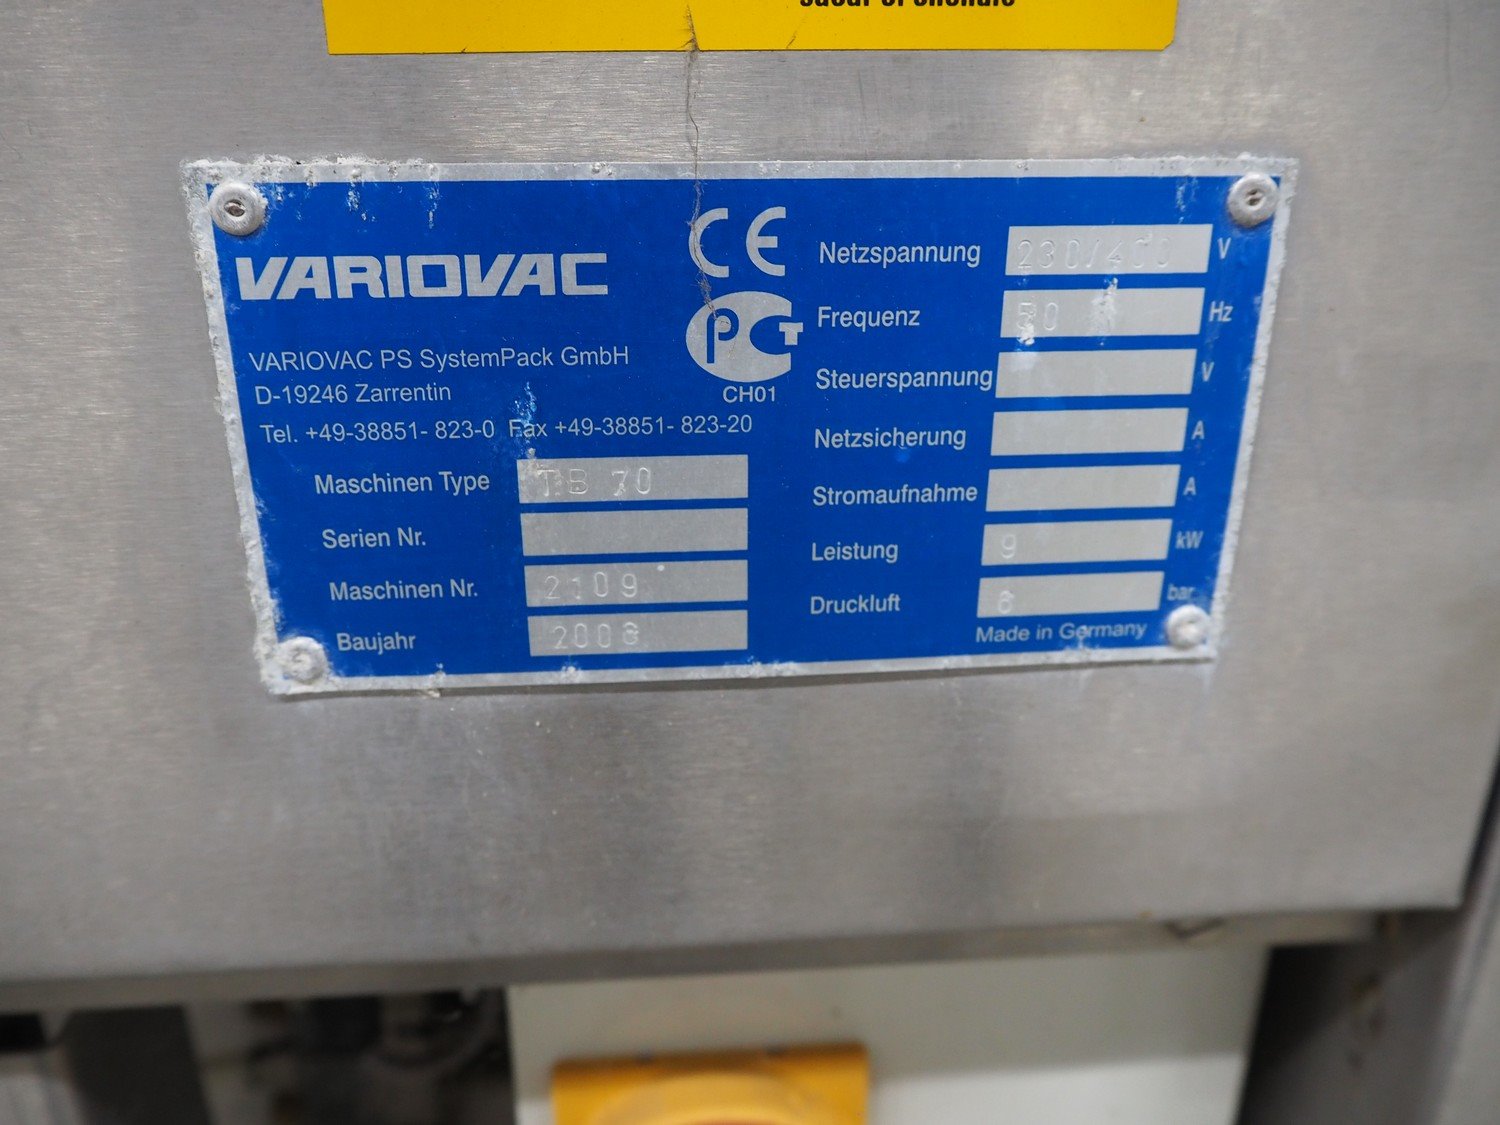 VARIOVAC
VARIOVAC PS SystemPack GmbH
D-19246 Zarrentin
Tel. +49-38851- 823-0 Fax +49-38851- 823-20
Maschinen Type TB 70
Serien Nr.
Maschinen Nr. 2109
Baujahr 2008
CE
PCT
CH01
Netzspannung 230/400 V
Frequenz 50 Hz
Steuerspannung V
Netzsicherung A
Stromaufnahme A
Leistung 9 kW
Druckluft 6 bar
Made in Germany